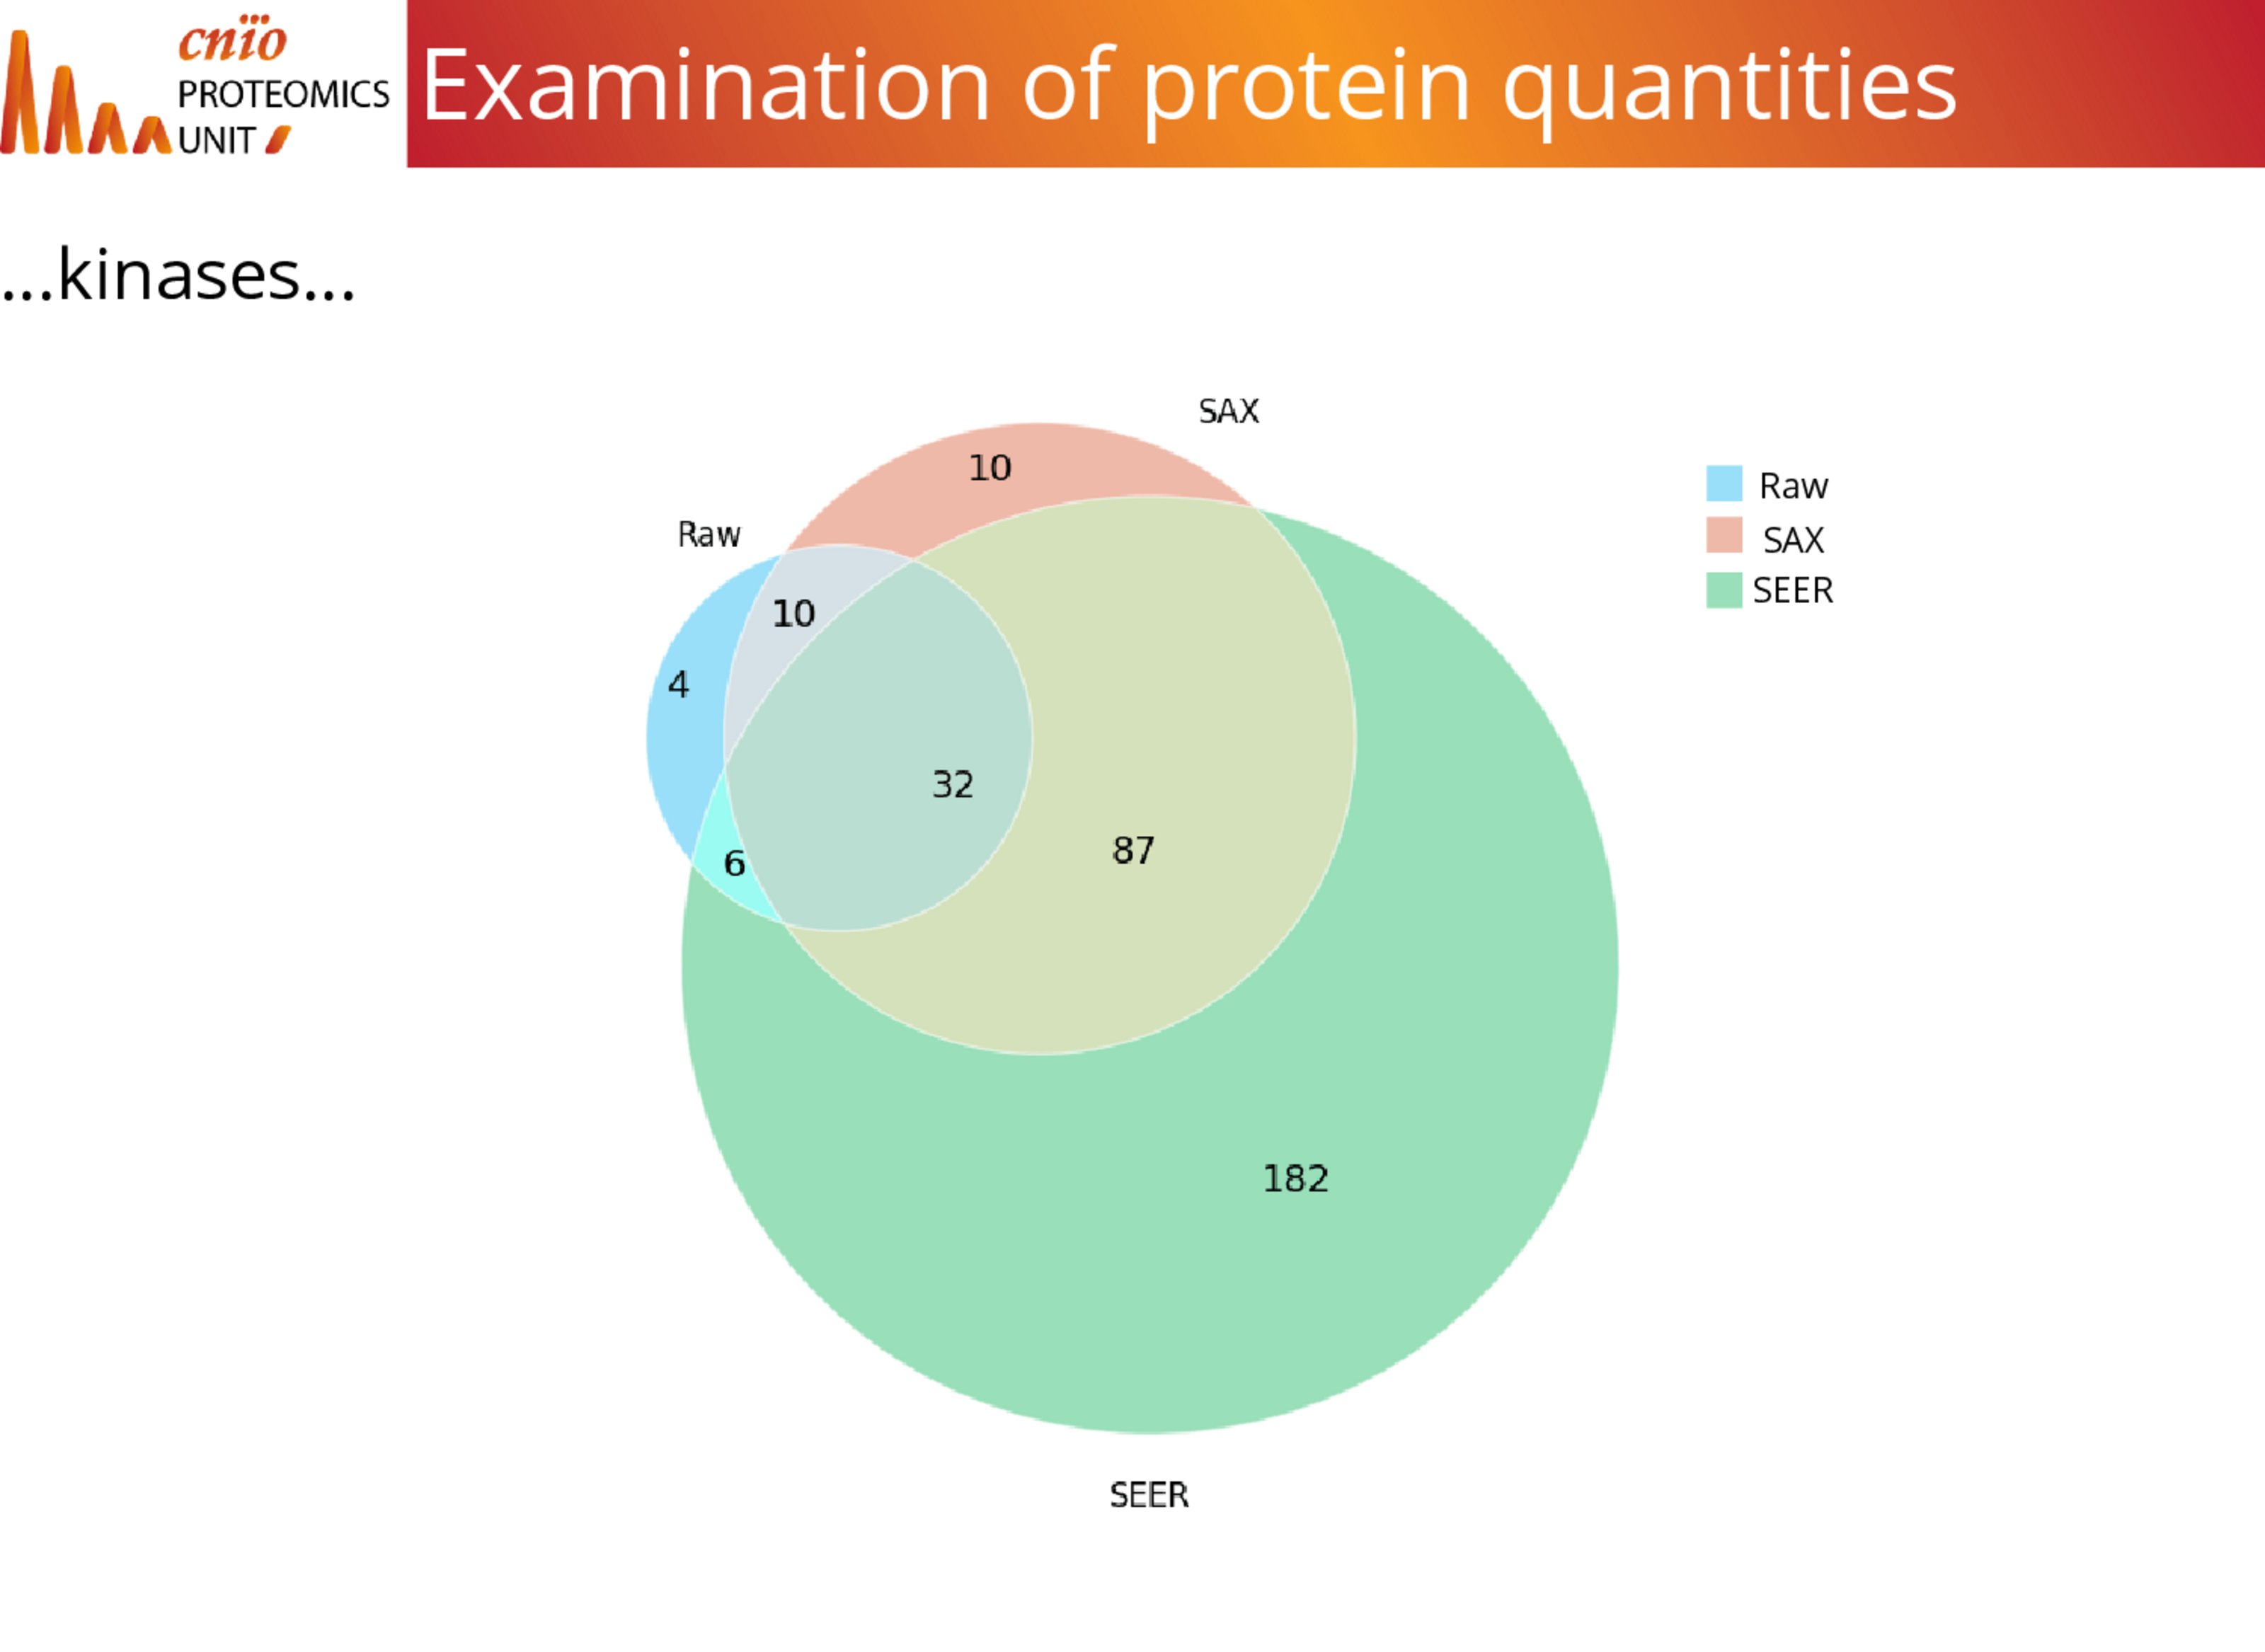 cnio
PROTEOMICS
UNIT
Examination of protein quantities
...kinases...
SAX
10
Raw
Raw
SAX
SEER
10
4
32
87
6
182
SEER